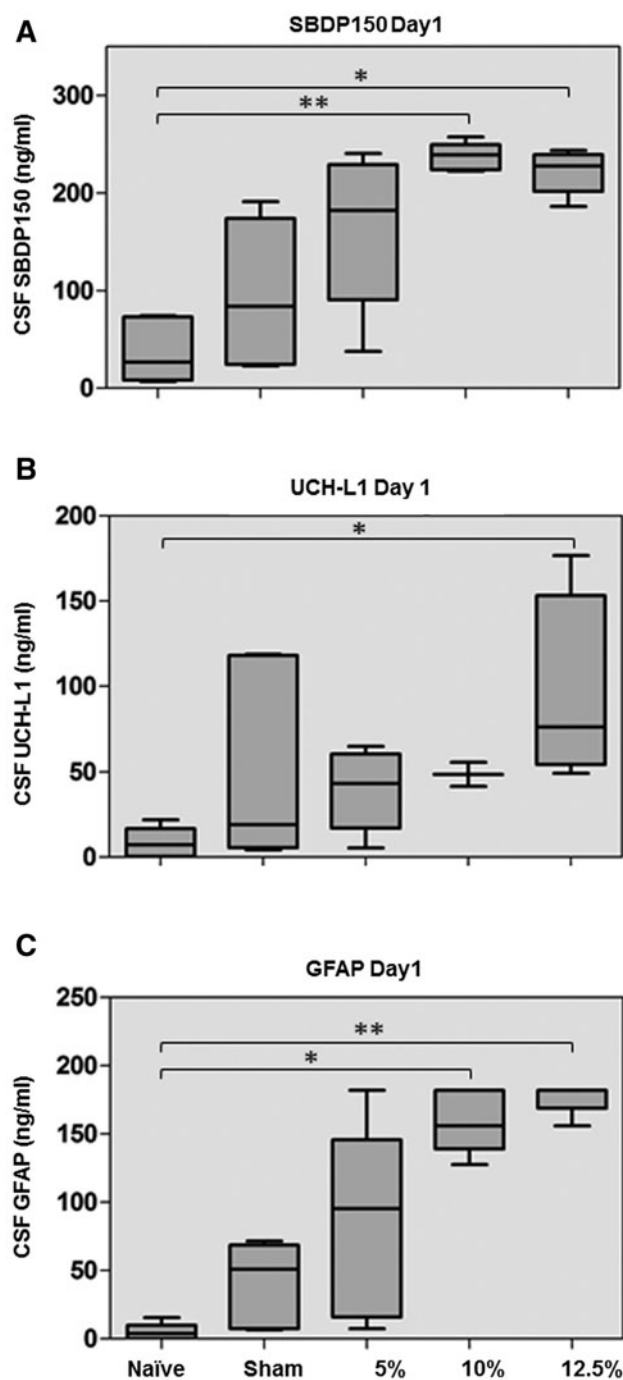 A
SBDP150 Day1
CSF SBDP150 (ng/ml)
300
200
100
0
*
**
B
UCH-L1 Day 1
CSF UCH-L1 (ng/ml)
200
150
100
50
0
*
C
GFAP Day1
CSF GFAP (ng/ml)
250
200
150
100
50
0
**
*
Naïve Sham 5% 10% 12.5%